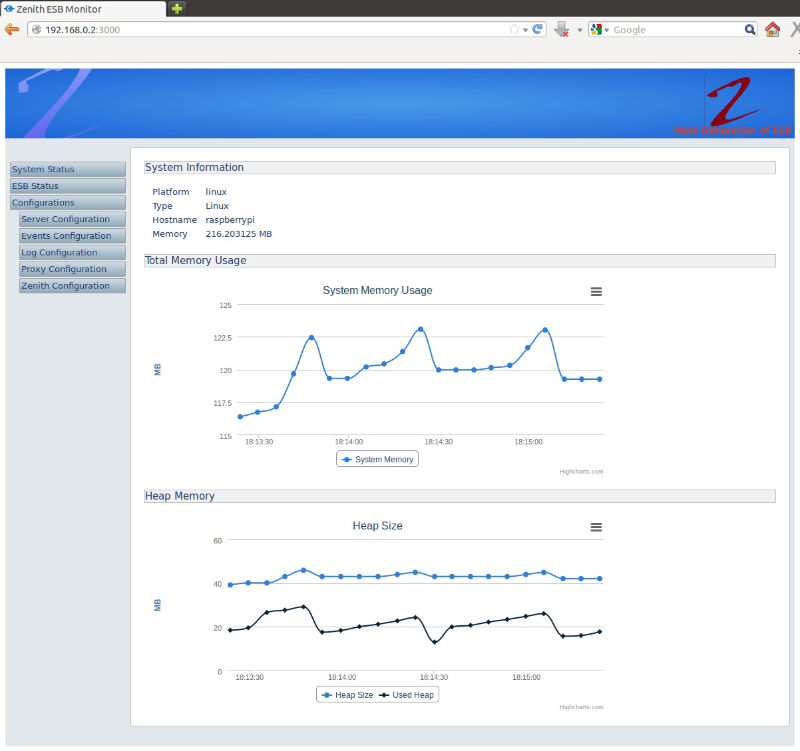 Zenith ESB Monitor
192.168.0.2:3000
Google
Next Generation of ESB
System Status
ESB Status
Configurations
Server Configuration
Events Configuration
Log Configuration
Proxy Configuration
Zenith Configuration
System Information
Platform linux
Type Linux
Hostname raspberrypi
Memory 216.203125 MB
Total Memory Usage
System Memory Usage
125
122.5
120
117.5
115
MB
18:13:30 18:14:00 18:14:30 18:15:00
System Memory
Highcharts.com
Heap Memory
Heap Size
60
40
20
0
MB
18:13:30 18:14:00 18:14:30 18:15:00
Heap Size Used Heap
Highcharts.com